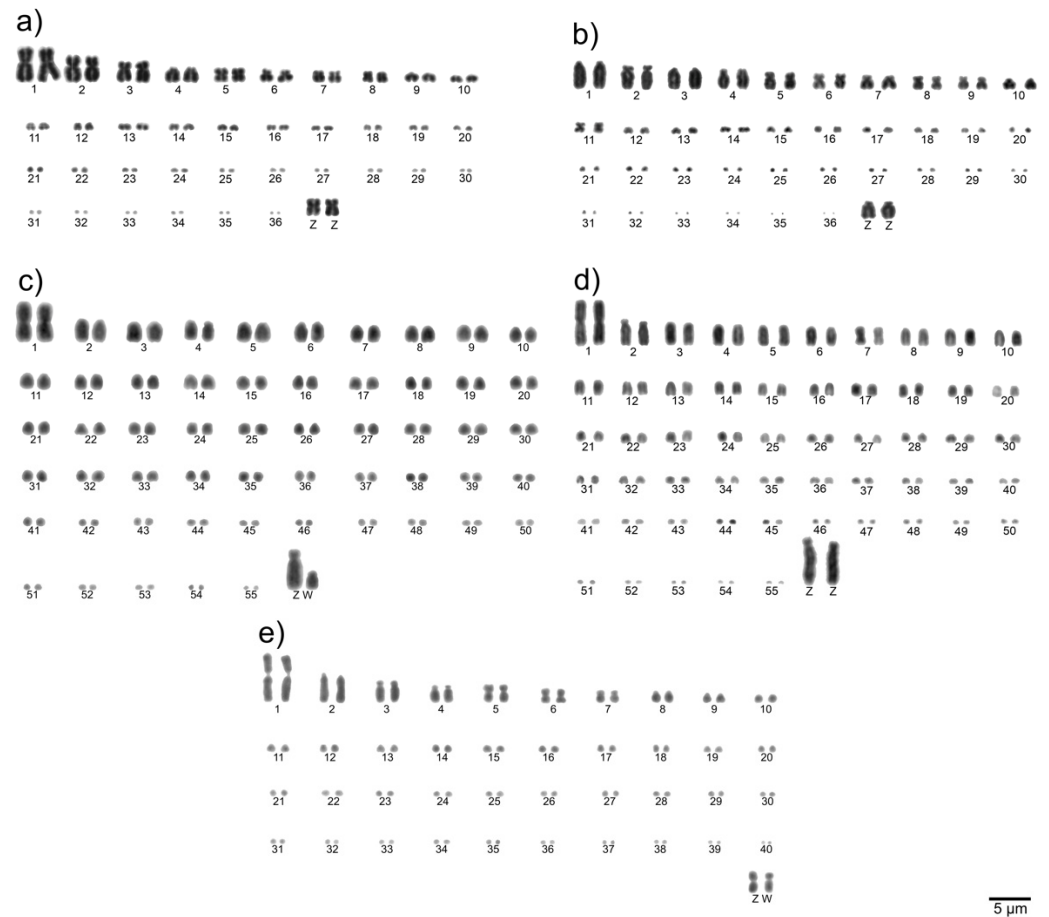 a)
1 2 3 4 5 6 7 8 9 10
11 12 13 14 15 16 17 18 19 20
21 22 23 24 25 26 27 28 29 30
31 32 33 34 35 36 Z Z
b)
1 2 3 4 5 6 7 8 9 10
11 12 13 14 15 16 17 18 19 20
21 22 23 24 25 26 27 28 29 30
31 32 33 34 35 36 Z Z
c)
1 2 3 4 5 6 7 8 9 10
11 12 13 14 15 16 17 18 19 20
21 22 23 24 25 26 27 28 29 30
31 32 33 34 35 36 37 38 39 40
41 42 43 44 45 46 47 48 49 50
51 52 53 54 55 Z W
d)
1 2 3 4 5 6 7 8 9 10
11 12 13 14 15 16 17 18 19 20
21 22 23 24 25 26 27 28 29 30
31 32 33 34 35 36 37 38 39 40
41 42 43 44 45 46 47 48 49 50
51 52 53 54 55 Z Z
e)
1 2 3 4 5 6 7 8 9 10
11 12 13 14 15 16 17 18 19 20
21 22 23 24 25 26 27 28 29 30
31 32 33 34 35 36 37 38 39 40
Z W
5 µm